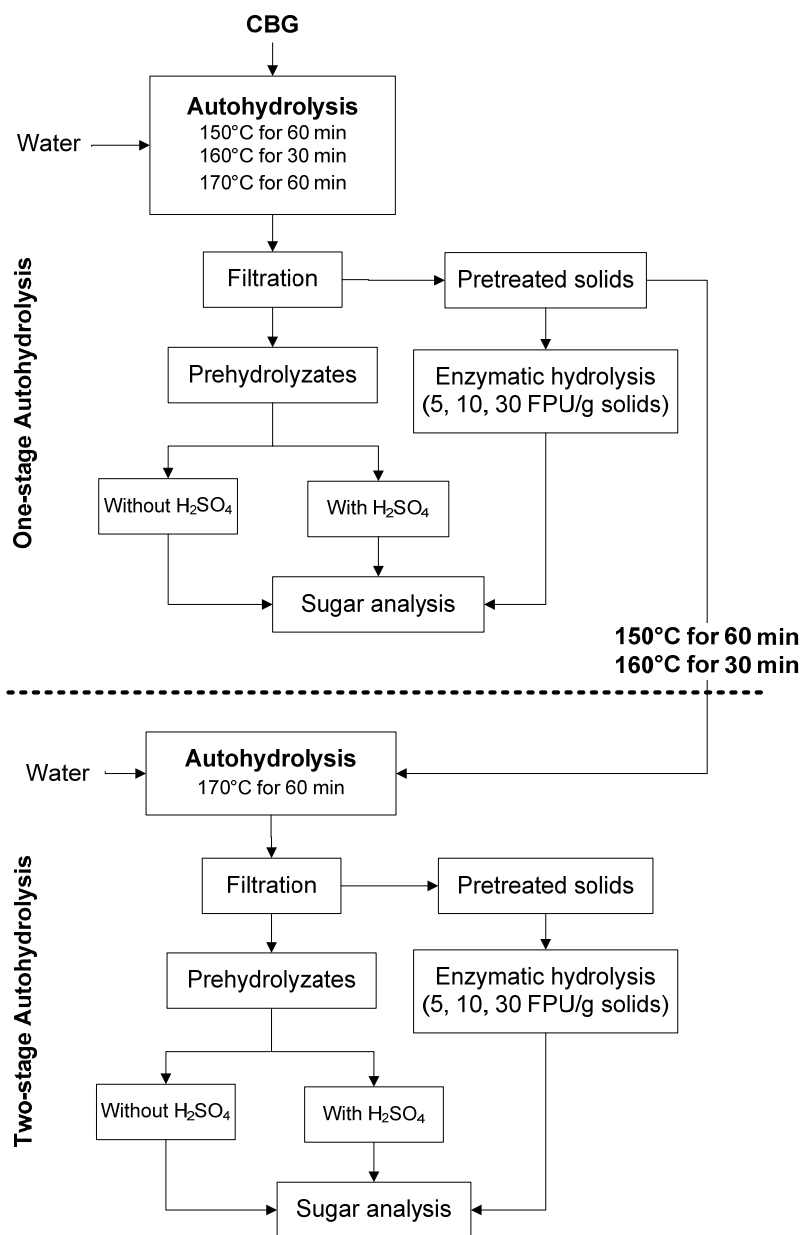 CBG
Water
Autohydrolysis
150°C for 60 min
160°C for 30 min
170°C for 60 min
One-stage Autohydrolysis
Filtration
Pretreated solids
Prehydrolyzates
Enzymatic hydrolysis
(5, 10, 30 FPU/g solids)
Without H₂SO₄
With H₂SO₄
Sugar analysis
150°C for 60 min
160°C for 30 min
Water
Autohydrolysis
170°C for 60 min
Two-stage Autohydrolysis
Filtration
Pretreated solids
Prehydrolyzates
Enzymatic hydrolysis
(5, 10, 30 FPU/g solids)
Without H₂SO₄
With H₂SO₄
Sugar analysis